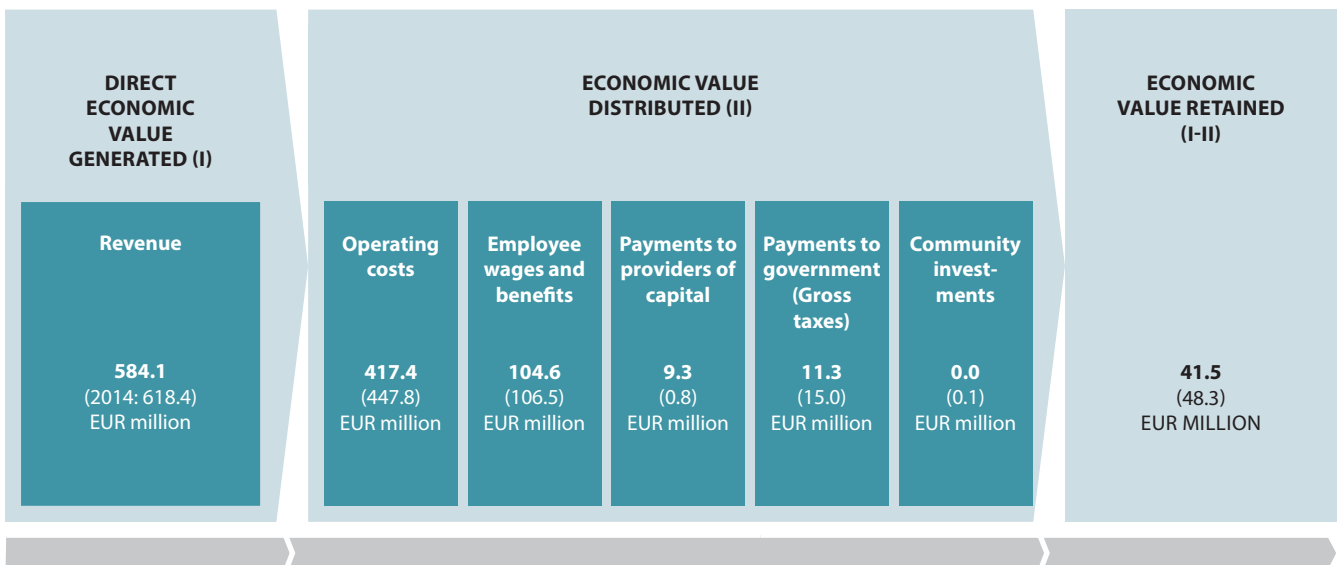 DIRECT
ECONOMIC
VALUE
GENERATED (I)
Revenue
584.1
(2014: 618.4)
EUR million
ECONOMIC VALUE
DISTRIBUTED (II)
Operating
costs
417.4
(447.8)
EUR million
Employee
wages and
benefits
104.6
(106.5)
EUR million
Payments to
providers of
capital
9.3
(0.8)
EUR million
Payments to
government
(Gross
taxes)
11.3
(15.0)
EUR million
Community
invest-
ments
0.0
(0.1)
EUR million
ECONOMIC
VALUE RETAINED
(I-II)
41.5
(48.3)
EUR MILLION